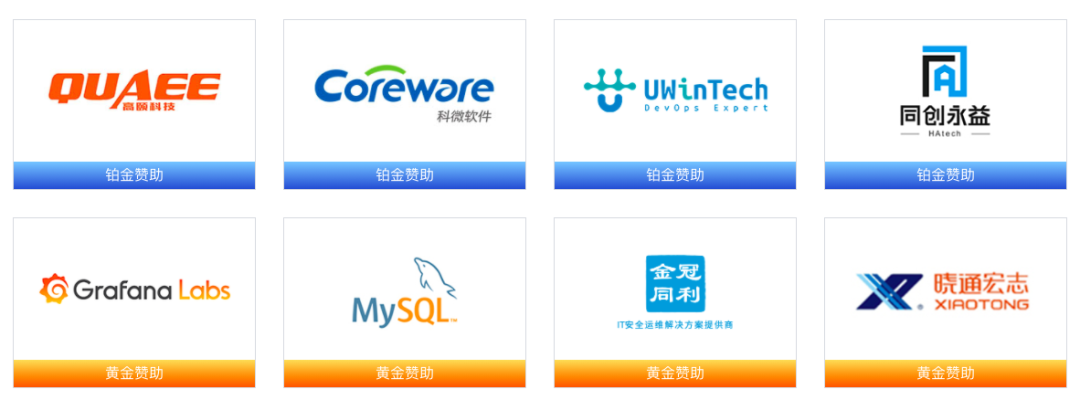 QUAEE
高颐科技
Coreware
科微软件
UWinTech
DevOps Expert
同创永益
HAtech
铂金赞助
铂金赞助
铂金赞助
铂金赞助
Grafana Labs
MySQL™
金冠
同利
IT安全运维解决方案提供商
晓通宏志
XIAOTONG
®
黄金赞助
黄金赞助
黄金赞助
黄金赞助